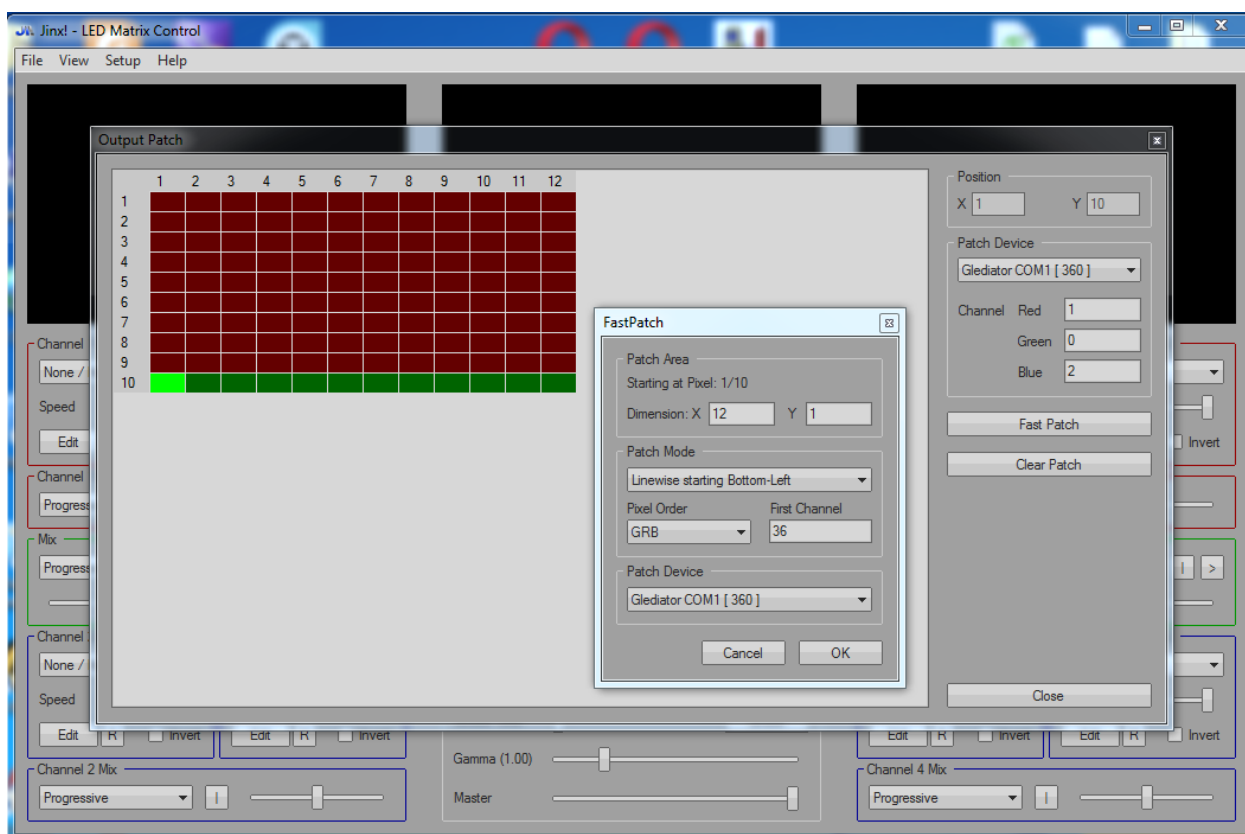 Jinx! - LED Matrix Control
File View Setup Help
Output Patch
1 2 3 4 5 6 7 8 9 10 11 12
1
2
3
4
5
6
7
8
9
10
Position
X 1 Y 10
Patch Device
Glediator COM1 [ 360 ]
Channel Red 1
Green 0
Blue 2
Fast Patch
Clear Patch
Close
FastPatch
Patch Area
Starting at Pixel: 1/10
Dimension: X 12 Y 1
Patch Mode
Linewise starting Bottom-Left
Pixel Order First Channel
GRB 36
Patch Device
Glediator COM1 [ 360 ]
Cancel OK
Channel
None /
Speed
Edit
Invert
Channel
Progress
Mix
Progress
I >
Channel
None /
Speed
Edit R Invert Edit R Invert
Edit R Invert Edit R Invert
Gamma (1.00)
Channel 2 Mix
Progressive I
Master
Channel 4 Mix
Progressive I